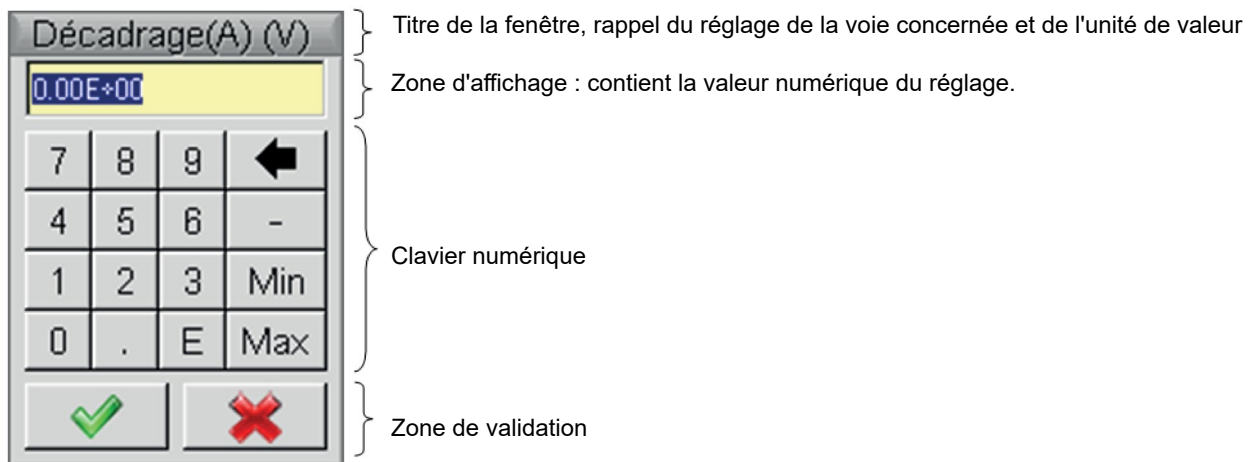 Décadrage(A) (V)
Titre de la fenêtre, rappel du réglage de la voie concernée et de l'unité de valeur
0.00E+00
Zone d'affichage : contient la valeur numérique du réglage.
7 8 9
4 5 6 -
1 2 3 Min
0 . E Max
Clavier numérique
Zone de validation